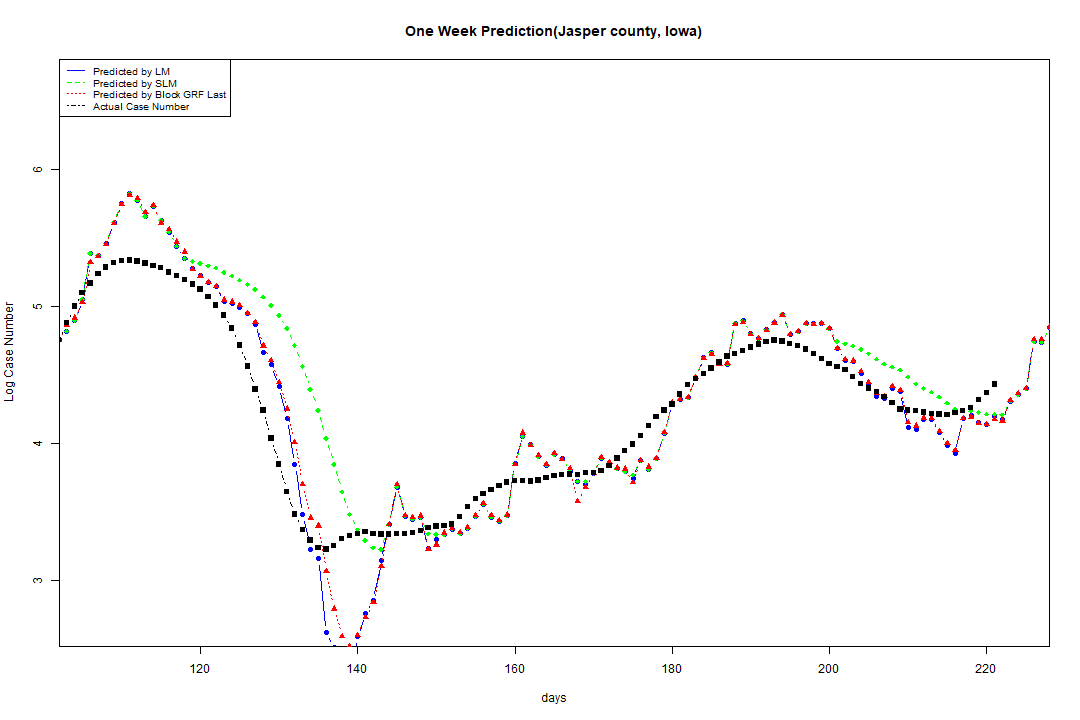 One Week Prediction(Jasper county, Iowa)
Predicted by LM
Predicted by SLM
Predicted by Block GRF Last
Actual Case Number
6
5
4
3
Log Case Number
120 140 160 180 200 220
days